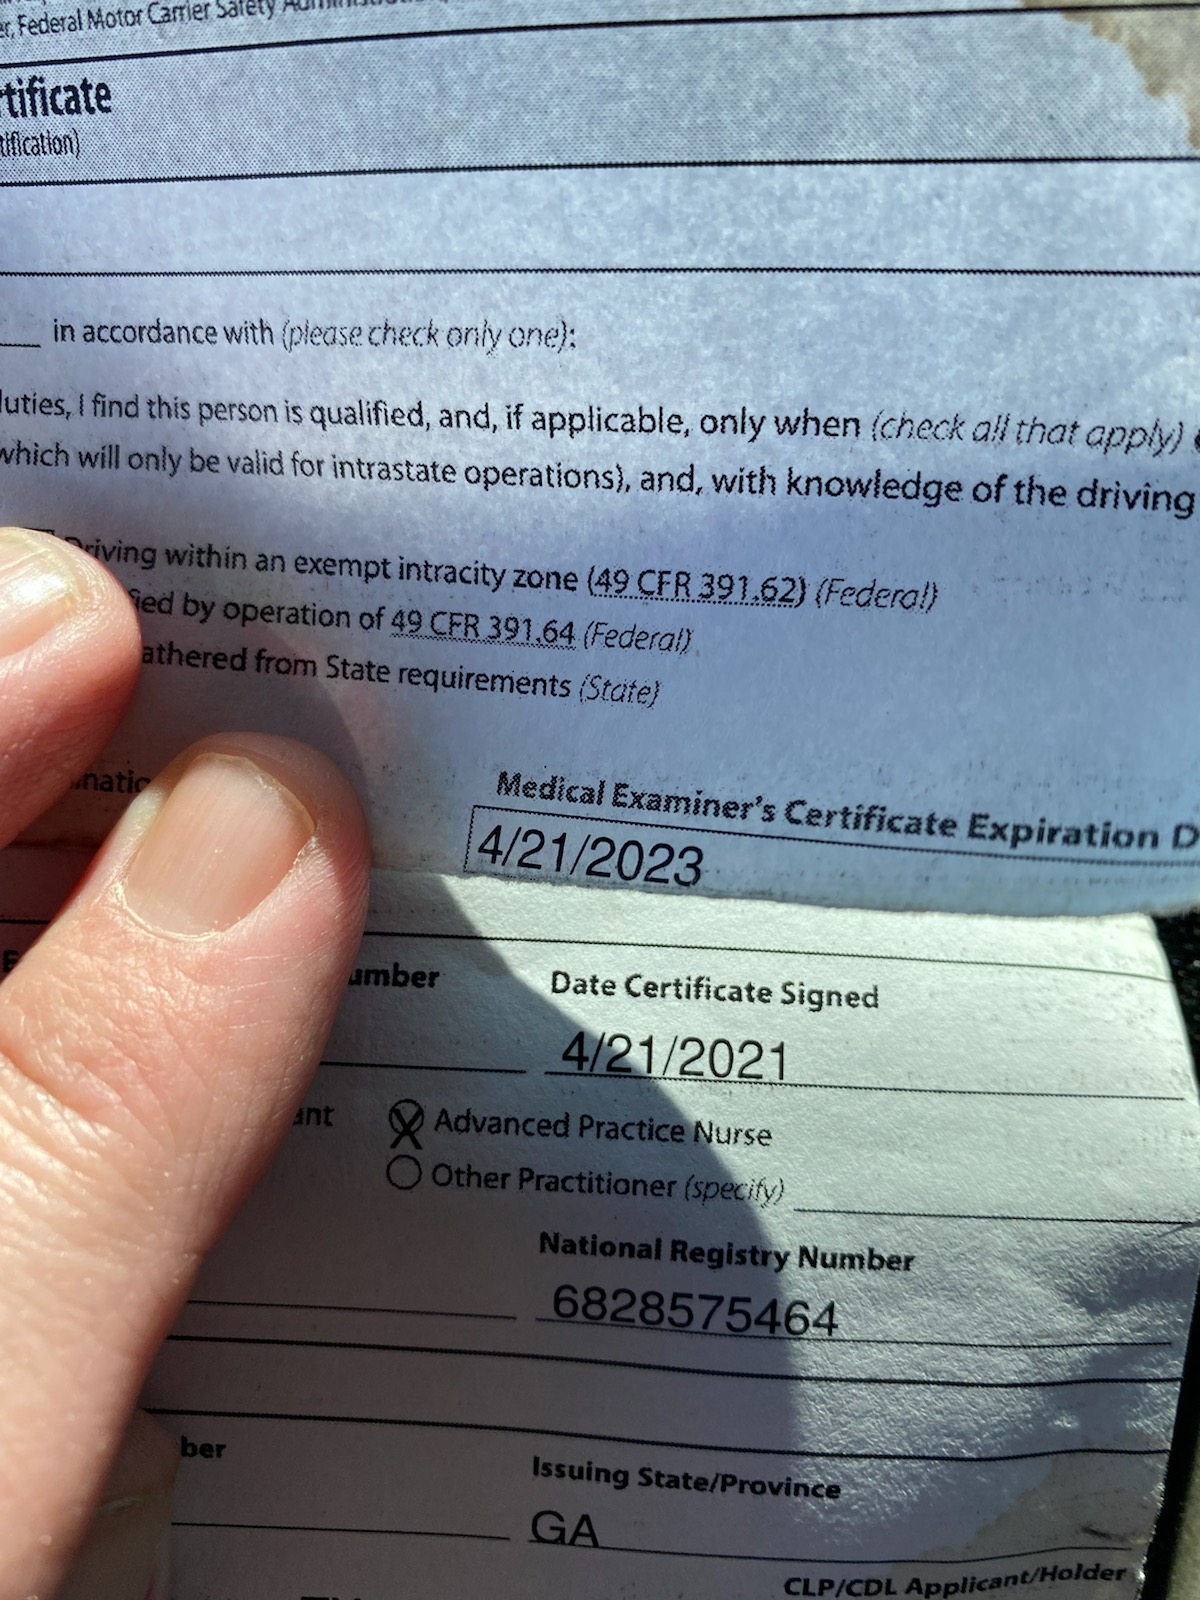 er, Federal Motor Carrier Safety
rtificate
tification)
in accordance with (please check only one):
luties, I find this person is qualified, and, if applicable, only when (check all that apply)
which will only be valid for intrastate operations), and, with knowledge of the driving
Driving within an exempt intracity zone (49 CFR 391.62) (Federal)
fied by operation of 49 CFR 391.64 (Federal)
athered from State requirements (State)
Medical Examiner's Certificate Expiration D
4/21/2023
umber Date Certificate Signed
4/21/2021
ant Advanced Practice Nurse
Other Practitioner (specify)
National Registry Number
6828575464
ber Issuing State/Province
GA
CLP/CDL Applicant/Holder